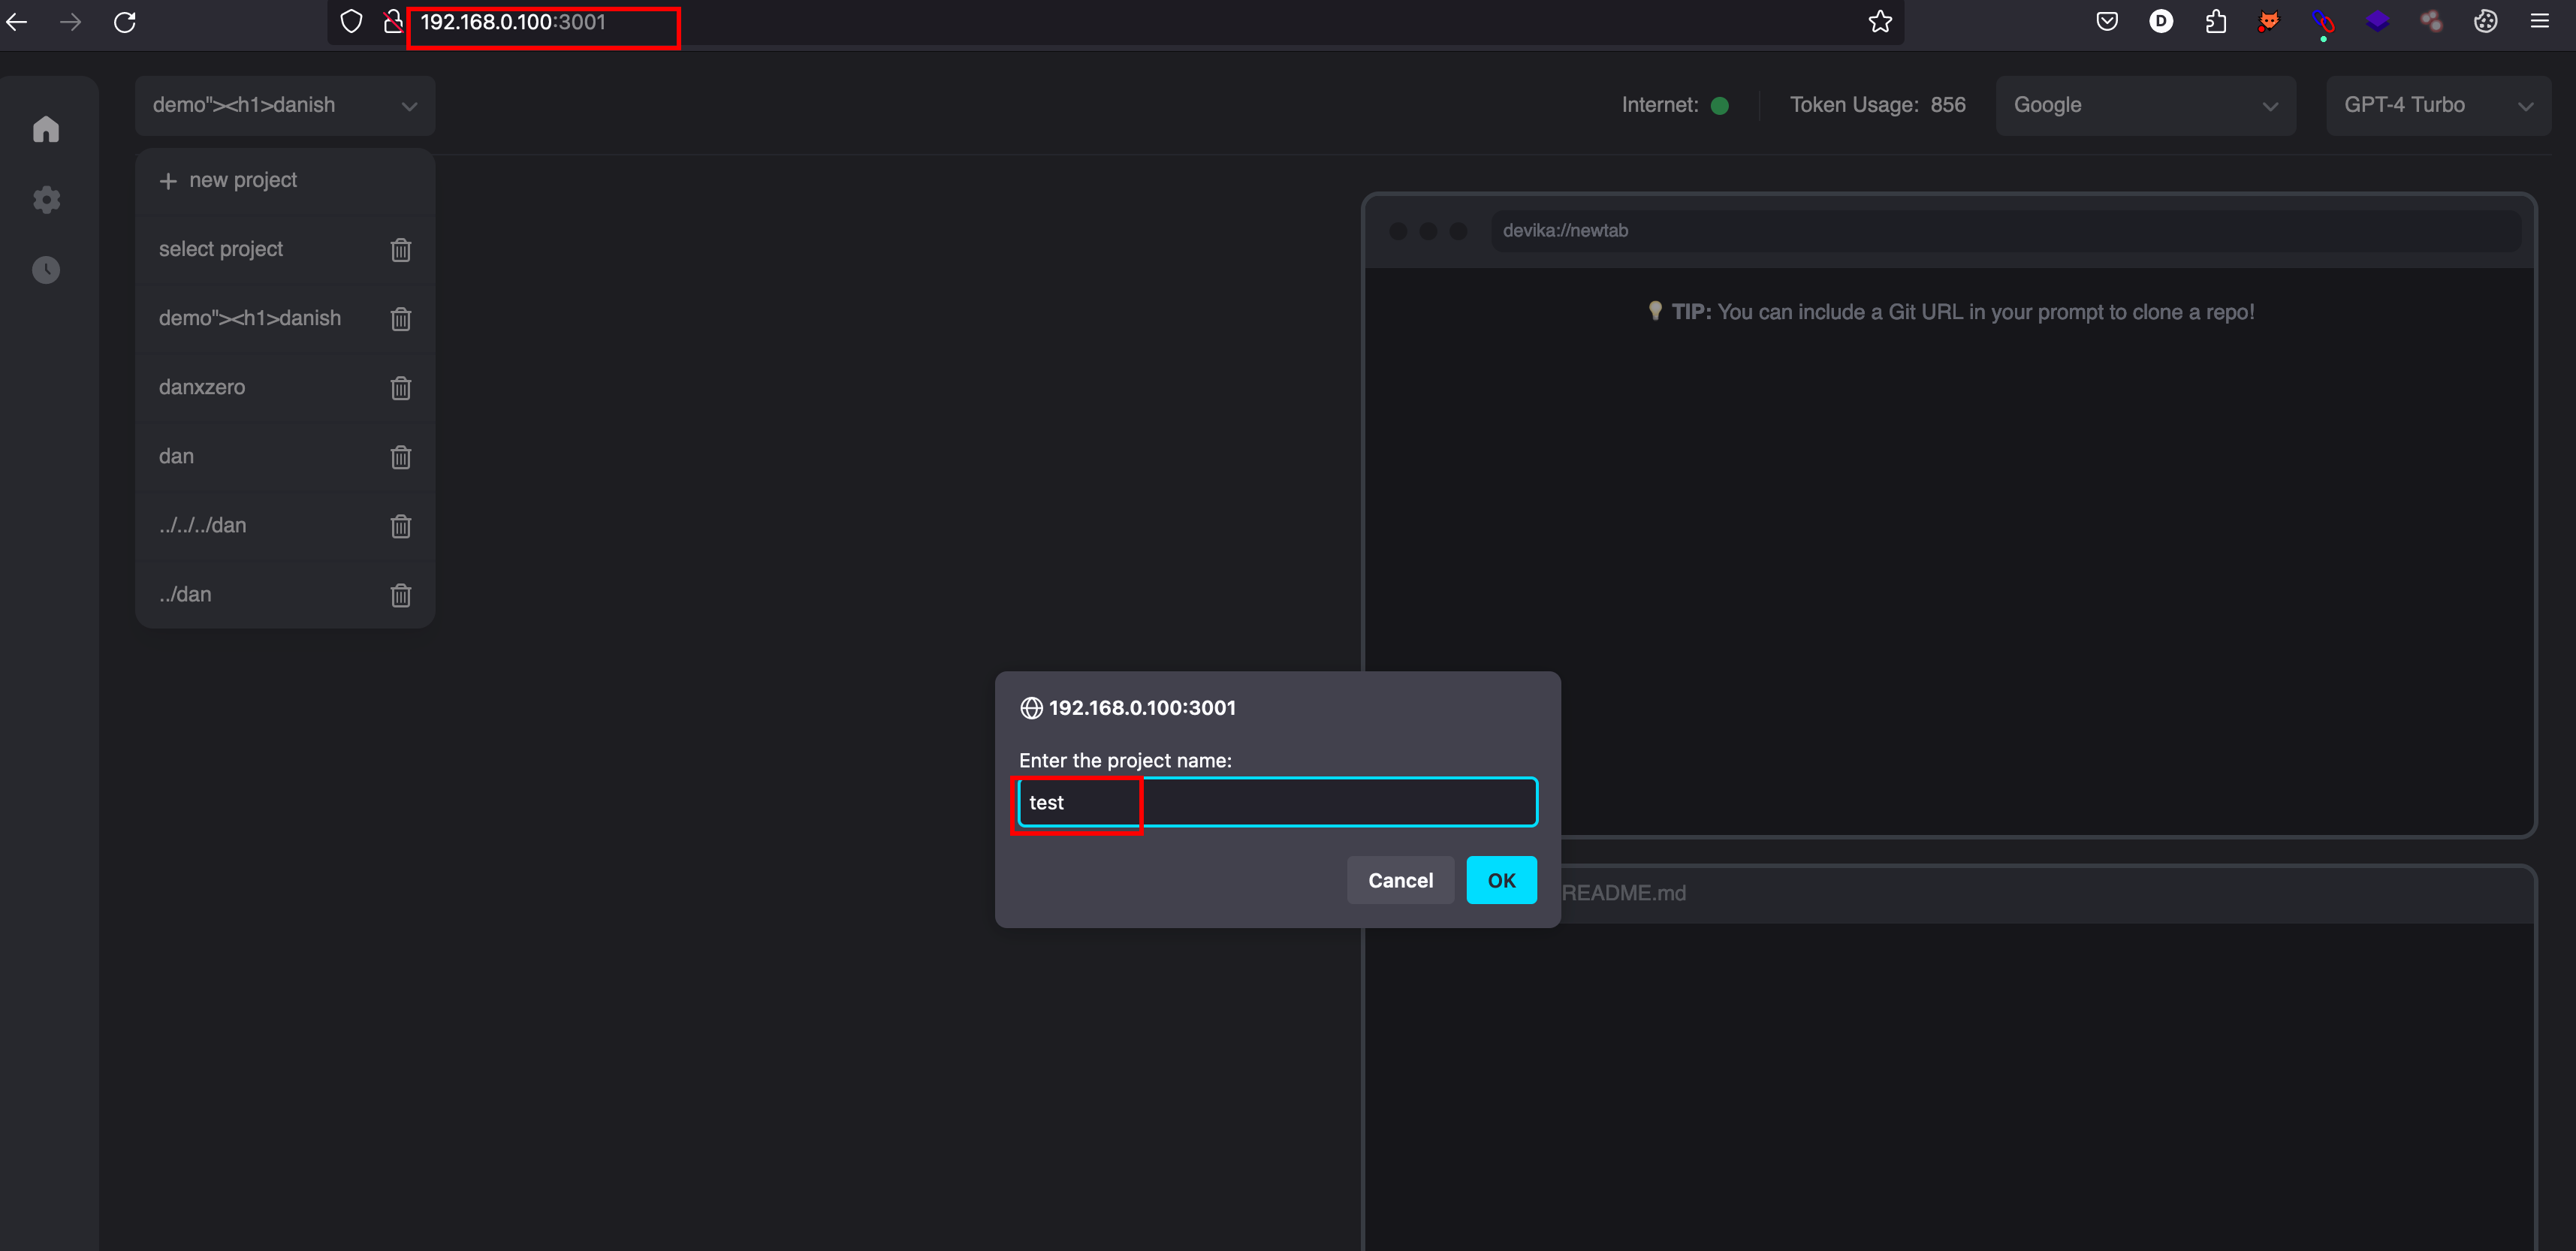 192.168.0.100:3001
D
demo"><h1>danish
Internet:
Token Usage: 856
Google
GPT-4 Turbo
+ new project
select project
demo"><h1>danish
danxzero
dan
../../../dan
../dan
devika://newtab
TIP: You can include a Git URL in your prompt to clone a repo!
192.168.0.100:3001
Enter the project name:
test
Cancel
OK
README.md